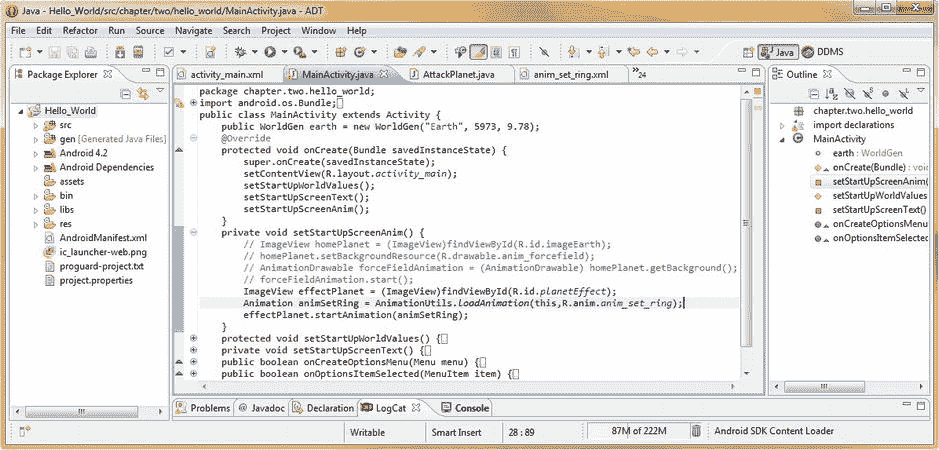 Java - Hello_World/src/chapter/two/hello_world/MainActivity.java - ADT
File Edit Refactor Run Source Navigate Search Project Window Help
Java DDMS
Package Explorer
Hello_World
src
gen [Generated Java Files]
Android 4.2
Android Dependencies
assets
bin
libs
res
AndroidManifest.xml
ic_launcher-web.png
proguard-project.txt
project.properties
activity_main.xml MainActivity.java AttackPlanet.java anim_set_ring.xml »24
package chapter.two.hello_world;
import android.os.Bundle;
public class MainActivity extends Activity {
public WorldGen earth = new WorldGen("Earth", 5973, 9.78);
@Override
protected void onCreate(Bundle savedInstanceState) {
super.onCreate(savedInstanceState);
setContentView(R.layout.activity_main);
setStartUpWorldValues();
setStartUpScreenText();
setStartUpScreenAnim();
}
private void setStartUpScreenAnim() {
// ImageView homePlanet = (ImageView)findViewById(R.id.imageEarth);
// homePlanet.setBackgroundResource(R.drawable.anim_forcefield);
// AnimationDrawable forceFieldAnimation = (AnimationDrawable) homePlanet.getBackground();
// forceFieldAnimation.start();
ImageView effectPlanet = (ImageView)findViewById(R.id.planetEffect);
Animation animSetRing = AnimationUtils.loadAnimation(this,R.anim.anim_set_ring);
effectPlanet.startAnimation(animSetRing);
}
protected void setStartUpWorldValues() {
private void setStartUpScreenText() {
public boolean onCreateOptionsMenu(Menu menu) {
public boolean onOptionsItemSelected(MenuItem item) {
Outline
chapter.two.hello_world
import declarations
MainActivity
earth : WorldGen
onCreate(Bundle) : voi
setStartUpScreenAnim(
setStartUpWorldValues
setStartUpScreenText()
onCreateOptionsMenu
onOptionsItemSelected
Problems @ Javadoc Declaration LogCat Console
Writable Smart Insert 28 : 89 87M of 222M Android SDK Content Loader